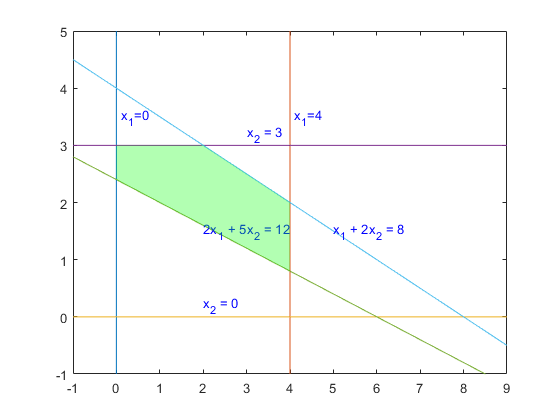 5
4
x₁=0
x₁=4
x₂ = 3
3
2
2x₁ + 5x₂ = 12
x₁ + 2x₂ = 8
1
x₂ = 0
0
-1
-1 0 1 2 3 4 5 6 7 8 9